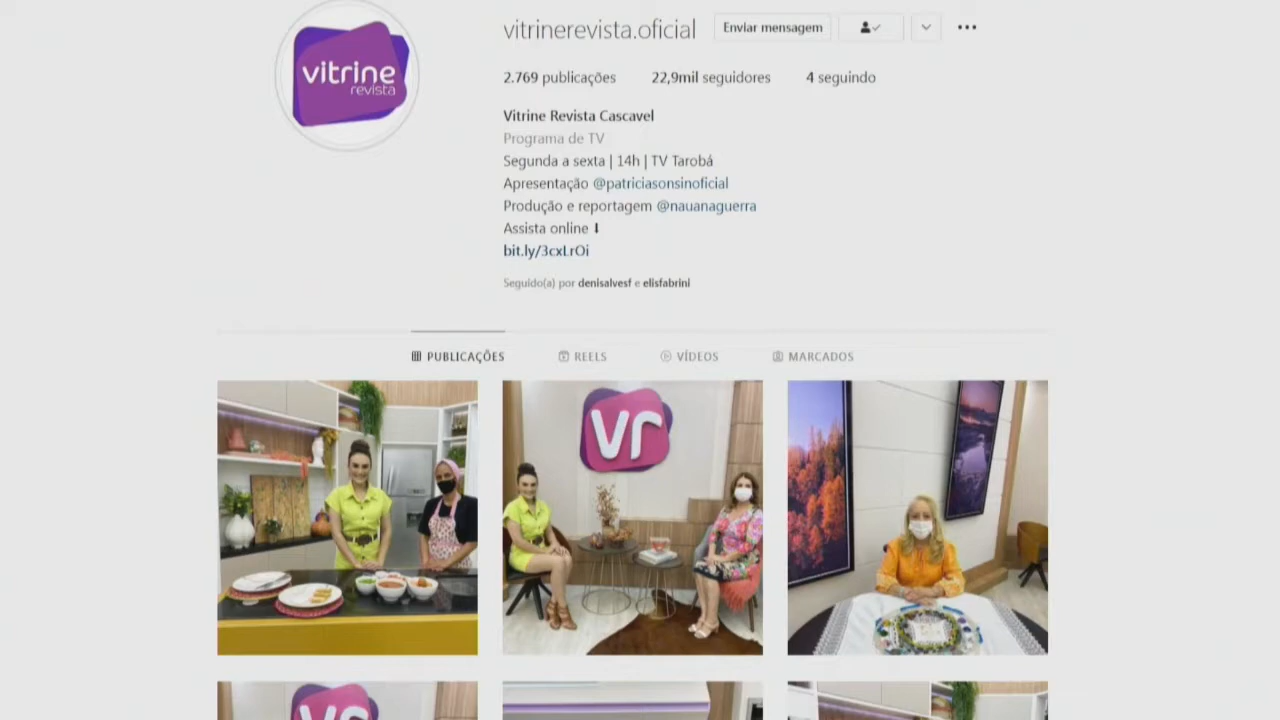 vitrine
revista
vitrinerevista.oficial
Enviar mensagem
2.769 publicações 22,9mil seguidores 4 seguindo
Vitrine Revista Cascavel
Programa de TV
Segunda a sexta | 14h | TV Tarobá
Apresentação @patriciasonsinoficial
Produção e reportagem @nauanaguerra
Assista online ⬇
bit.ly/3cxLrOi
Seguido(a) por denisalvesf e elisfabrini
PUBLICAÇÕES REELS VÍDEOS MARCADOS
vr
vr